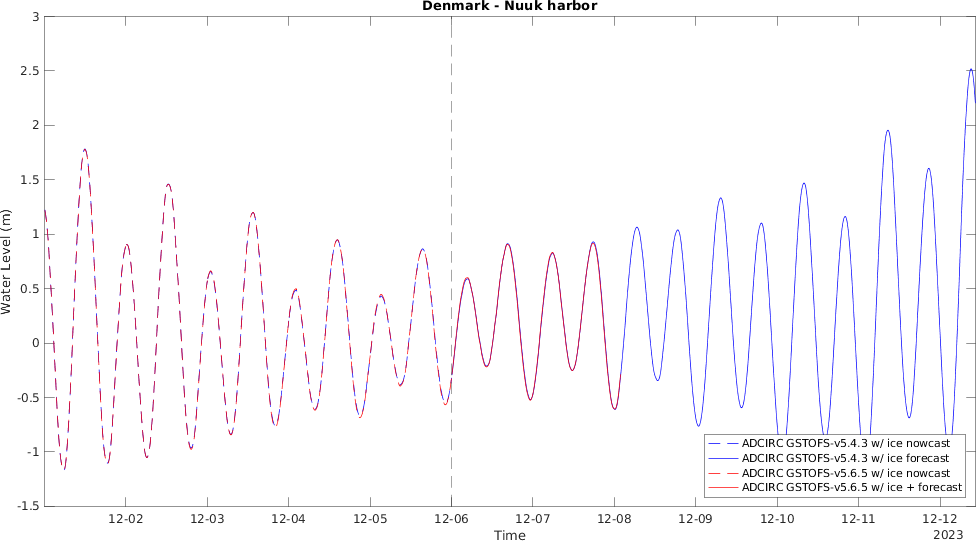 Denmark - Nuuk harbor
3
2.5
2
1.5
1
0.5
0
-0.5
-1
-1.5
Water Level (m)
12-02 12-03 12-04 12-05 12-06 12-07 12-08 12-09 12-10 12-11 12-12
Time
2023
ADCIRC GSTOFS-v5.4.3 w/ ice nowcast
ADCIRC GSTOFS-v5.4.3 w/ ice forecast
ADCIRC GSTOFS-v5.6.5 w/ ice nowcast
ADCIRC GSTOFS-v5.6.5 w/ ice + forecast